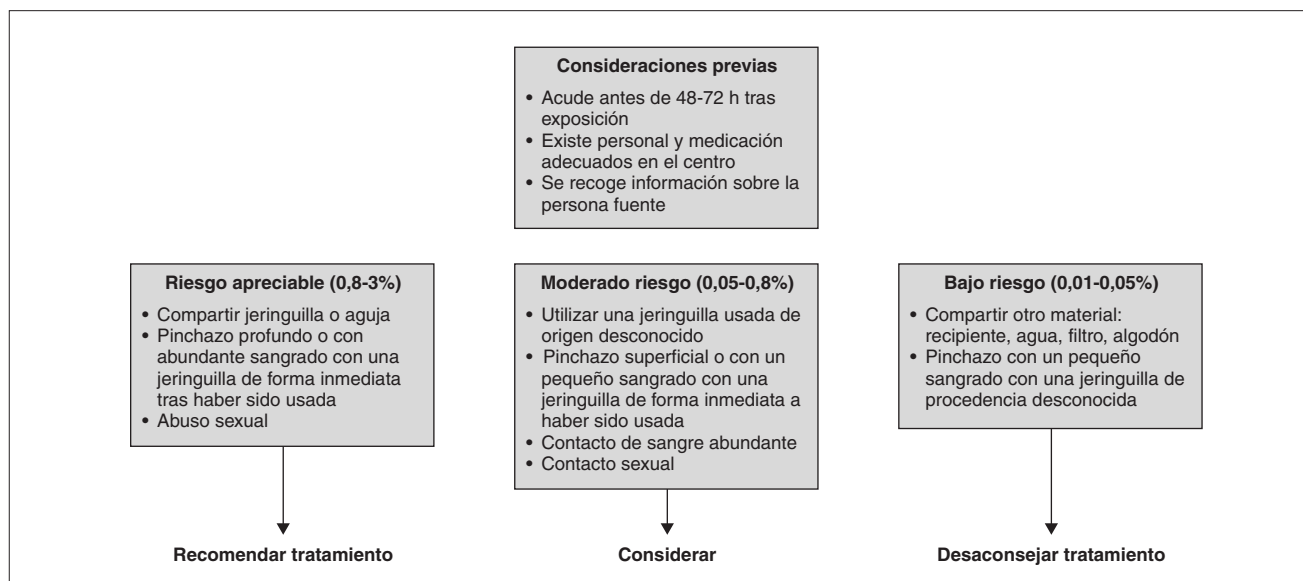 Consideraciones previas
• Acude antes de 48-72 h tras
exposición
• Existe personal y medicación
adecuados en el centro
• Se recoge información sobre la
persona fuente
Riesgo apreciable (0,8-3%)
• Compartir jeringuilla o aguja
• Pinchazo profundo o con
abundante sangrado con una
jeringuilla de forma inmediata
tras haber sido usada
• Abuso sexual
Moderado riesgo (0,05-0,8%)
• Utilizar una jeringuilla usada de
origen desconocido
• Pinchazo superficial o con un
pequeño sangrado con una
jeringuilla de forma inmediata a
haber sido usada
• Contacto de sangre abundante
• Contacto sexual
Bajo riesgo (0,01-0,05%)
• Compartir otro material:
recipiente, agua, filtro, algodón
• Pinchazo con un pequeño
sangrado con una jeringuilla de
procedencia desconocida
Recomendar tratamiento
Considerar
Desaconsejar tratamiento